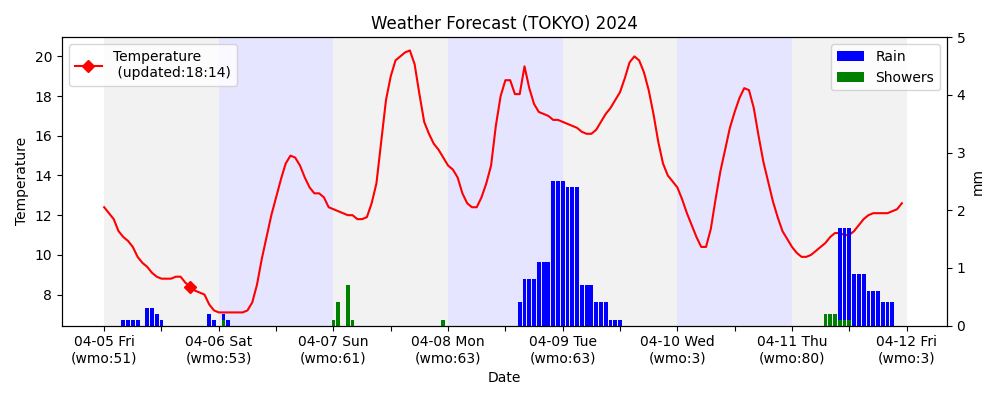 Weather Forecast (TOKYO) 2024
Temperature
(updated:18:14)
Rain
Showers
20
18
16
14
12
10
8
Temperature
5
4
3
2
1
0
mm
04-05 Fri
(wmo:51)
04-06 Sat
(wmo:53)
04-07 Sun
(wmo:61)
04-08 Mon
(wmo:63)
04-09 Tue
(wmo:63)
04-10 Wed
(wmo:3)
04-11 Thu
(wmo:80)
04-12 Fri
(wmo:3)
Date